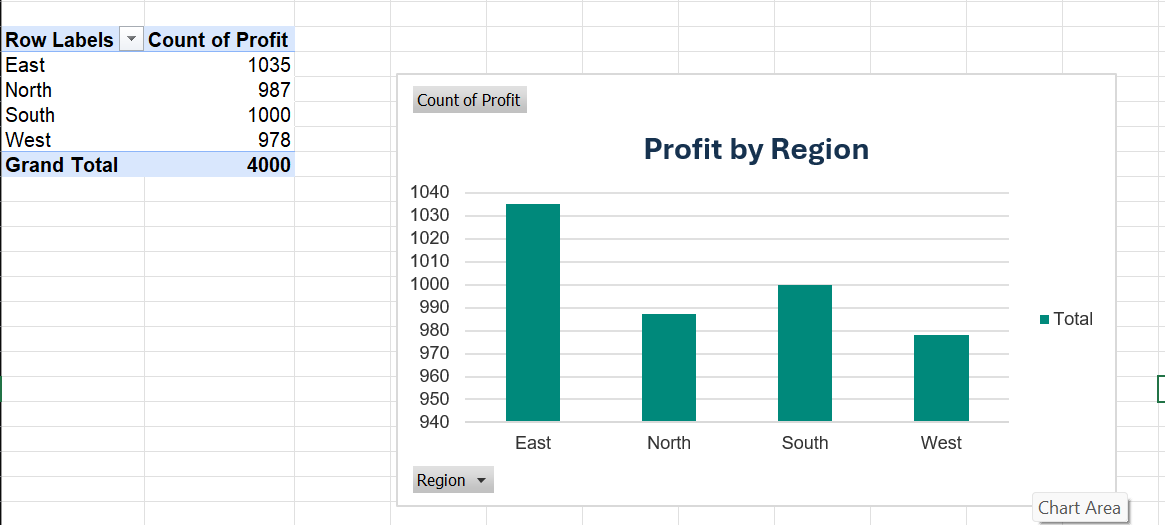 Row Labels Count of Profit
East 1035
North 987
South 1000
West 978
Grand Total 4000
Count of Profit
Profit by Region
1040
1030
1020
1010
1000
990
980
970
960
950
940
East North South West
Total
Region
Chart Area